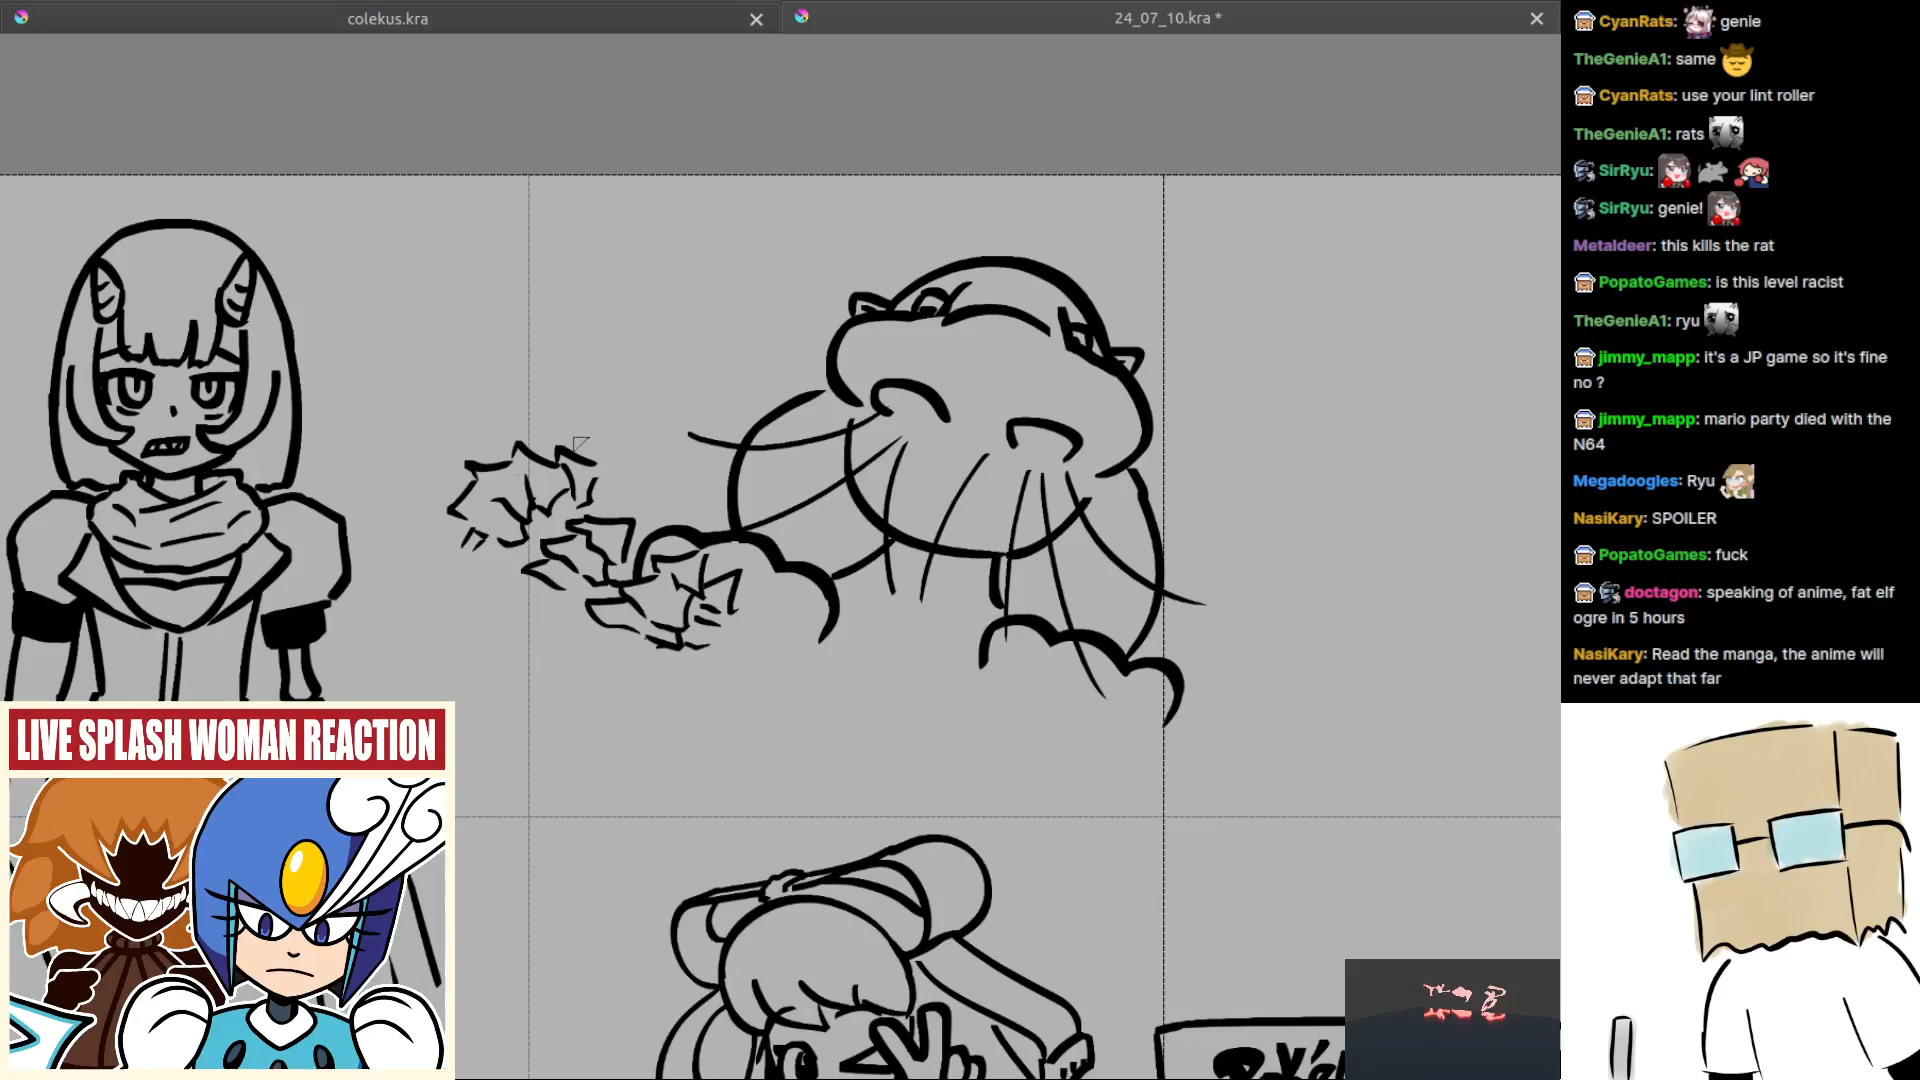 colekus.kra
24_07_10.kra *
CyanRats: genie
TheGenieA1: same
CyanRats: use your lint roller
TheGenieA1: rats
SirRyu:
SirRyu: genie!
Metaldeer: this kills the rat
PopatoGames: is this level racist
TheGenieA1: ryu
jimmy_mapp: it's a JP game so it's fine
no ?
jimmy_mapp: mario party died with the
N64
Megadoogles: Ryu
NasiKary: SPOILER
PopatoGames: fuck
doctagon: speaking of anime, fat elf
ogre in 5 hours
NasiKary: Read the manga, the anime will
never adapt that far
LIVE SPLASH WOMAN REACTION